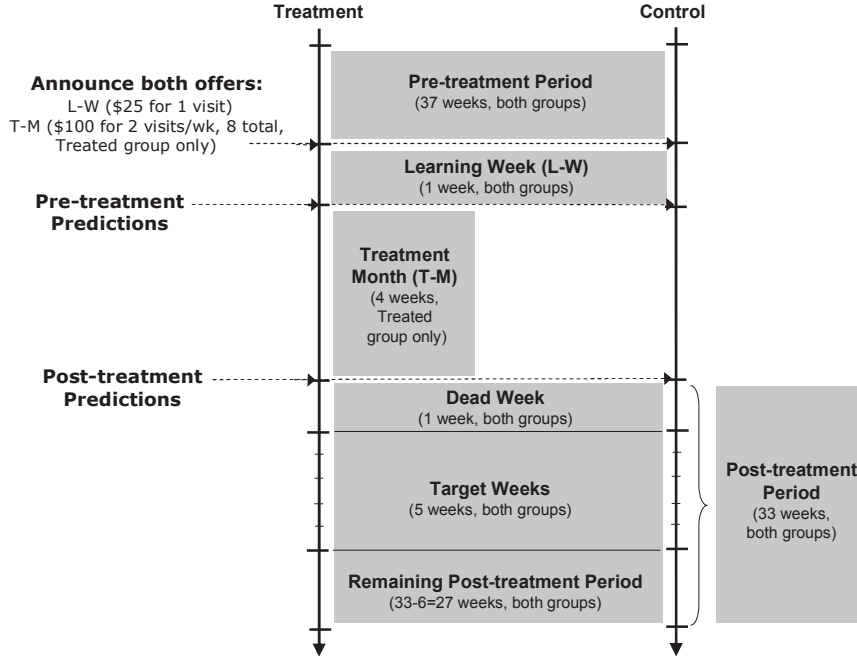 Treatment
Control
Pre-treatment Period
(37 weeks, both groups)
Announce both offers:
L-W ($25 for 1 visit)
T-M ($100 for 2 visits/wk, 8 total,
Treated group only)
Learning Week (L-W)
(1 week, both groups)
Pre-treatment
Predictions
Treatment
Month (T-M)
(4 weeks,
Treated
group only)
Post-treatment
Predictions
Dead Week
(1 week, both groups)
Target Weeks
(5 weeks, both groups)
Post-treatment
Period
(33 weeks,
both groups)
Remaining Post-treatment Period
(33-6=27 weeks, both groups)